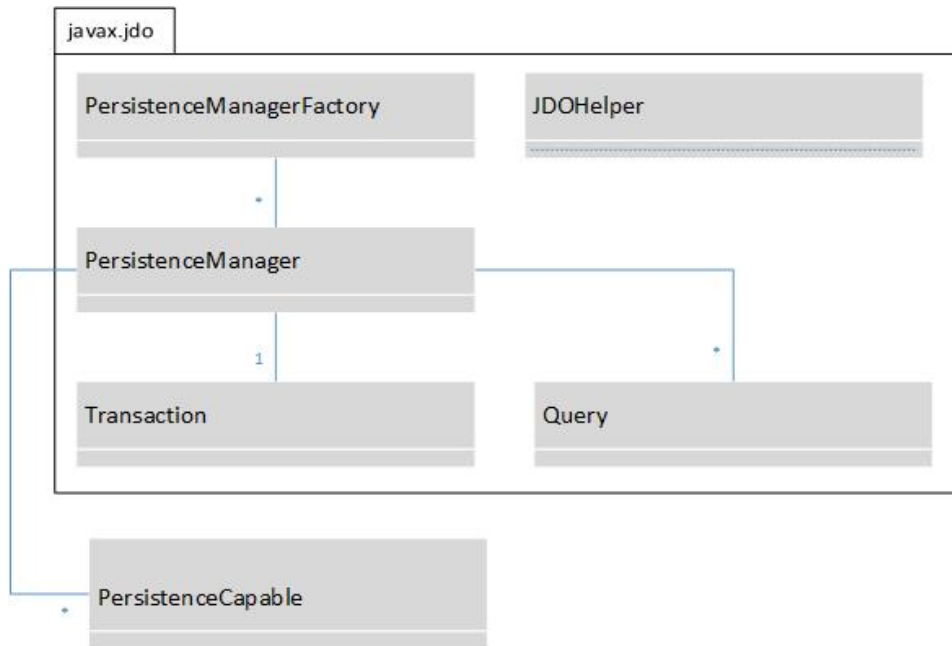 javax.jdo
PersistenceManagerFactory
JDOHelper
*
PersistenceManager
1
*
Transaction
Query
PersistenceCapable
*